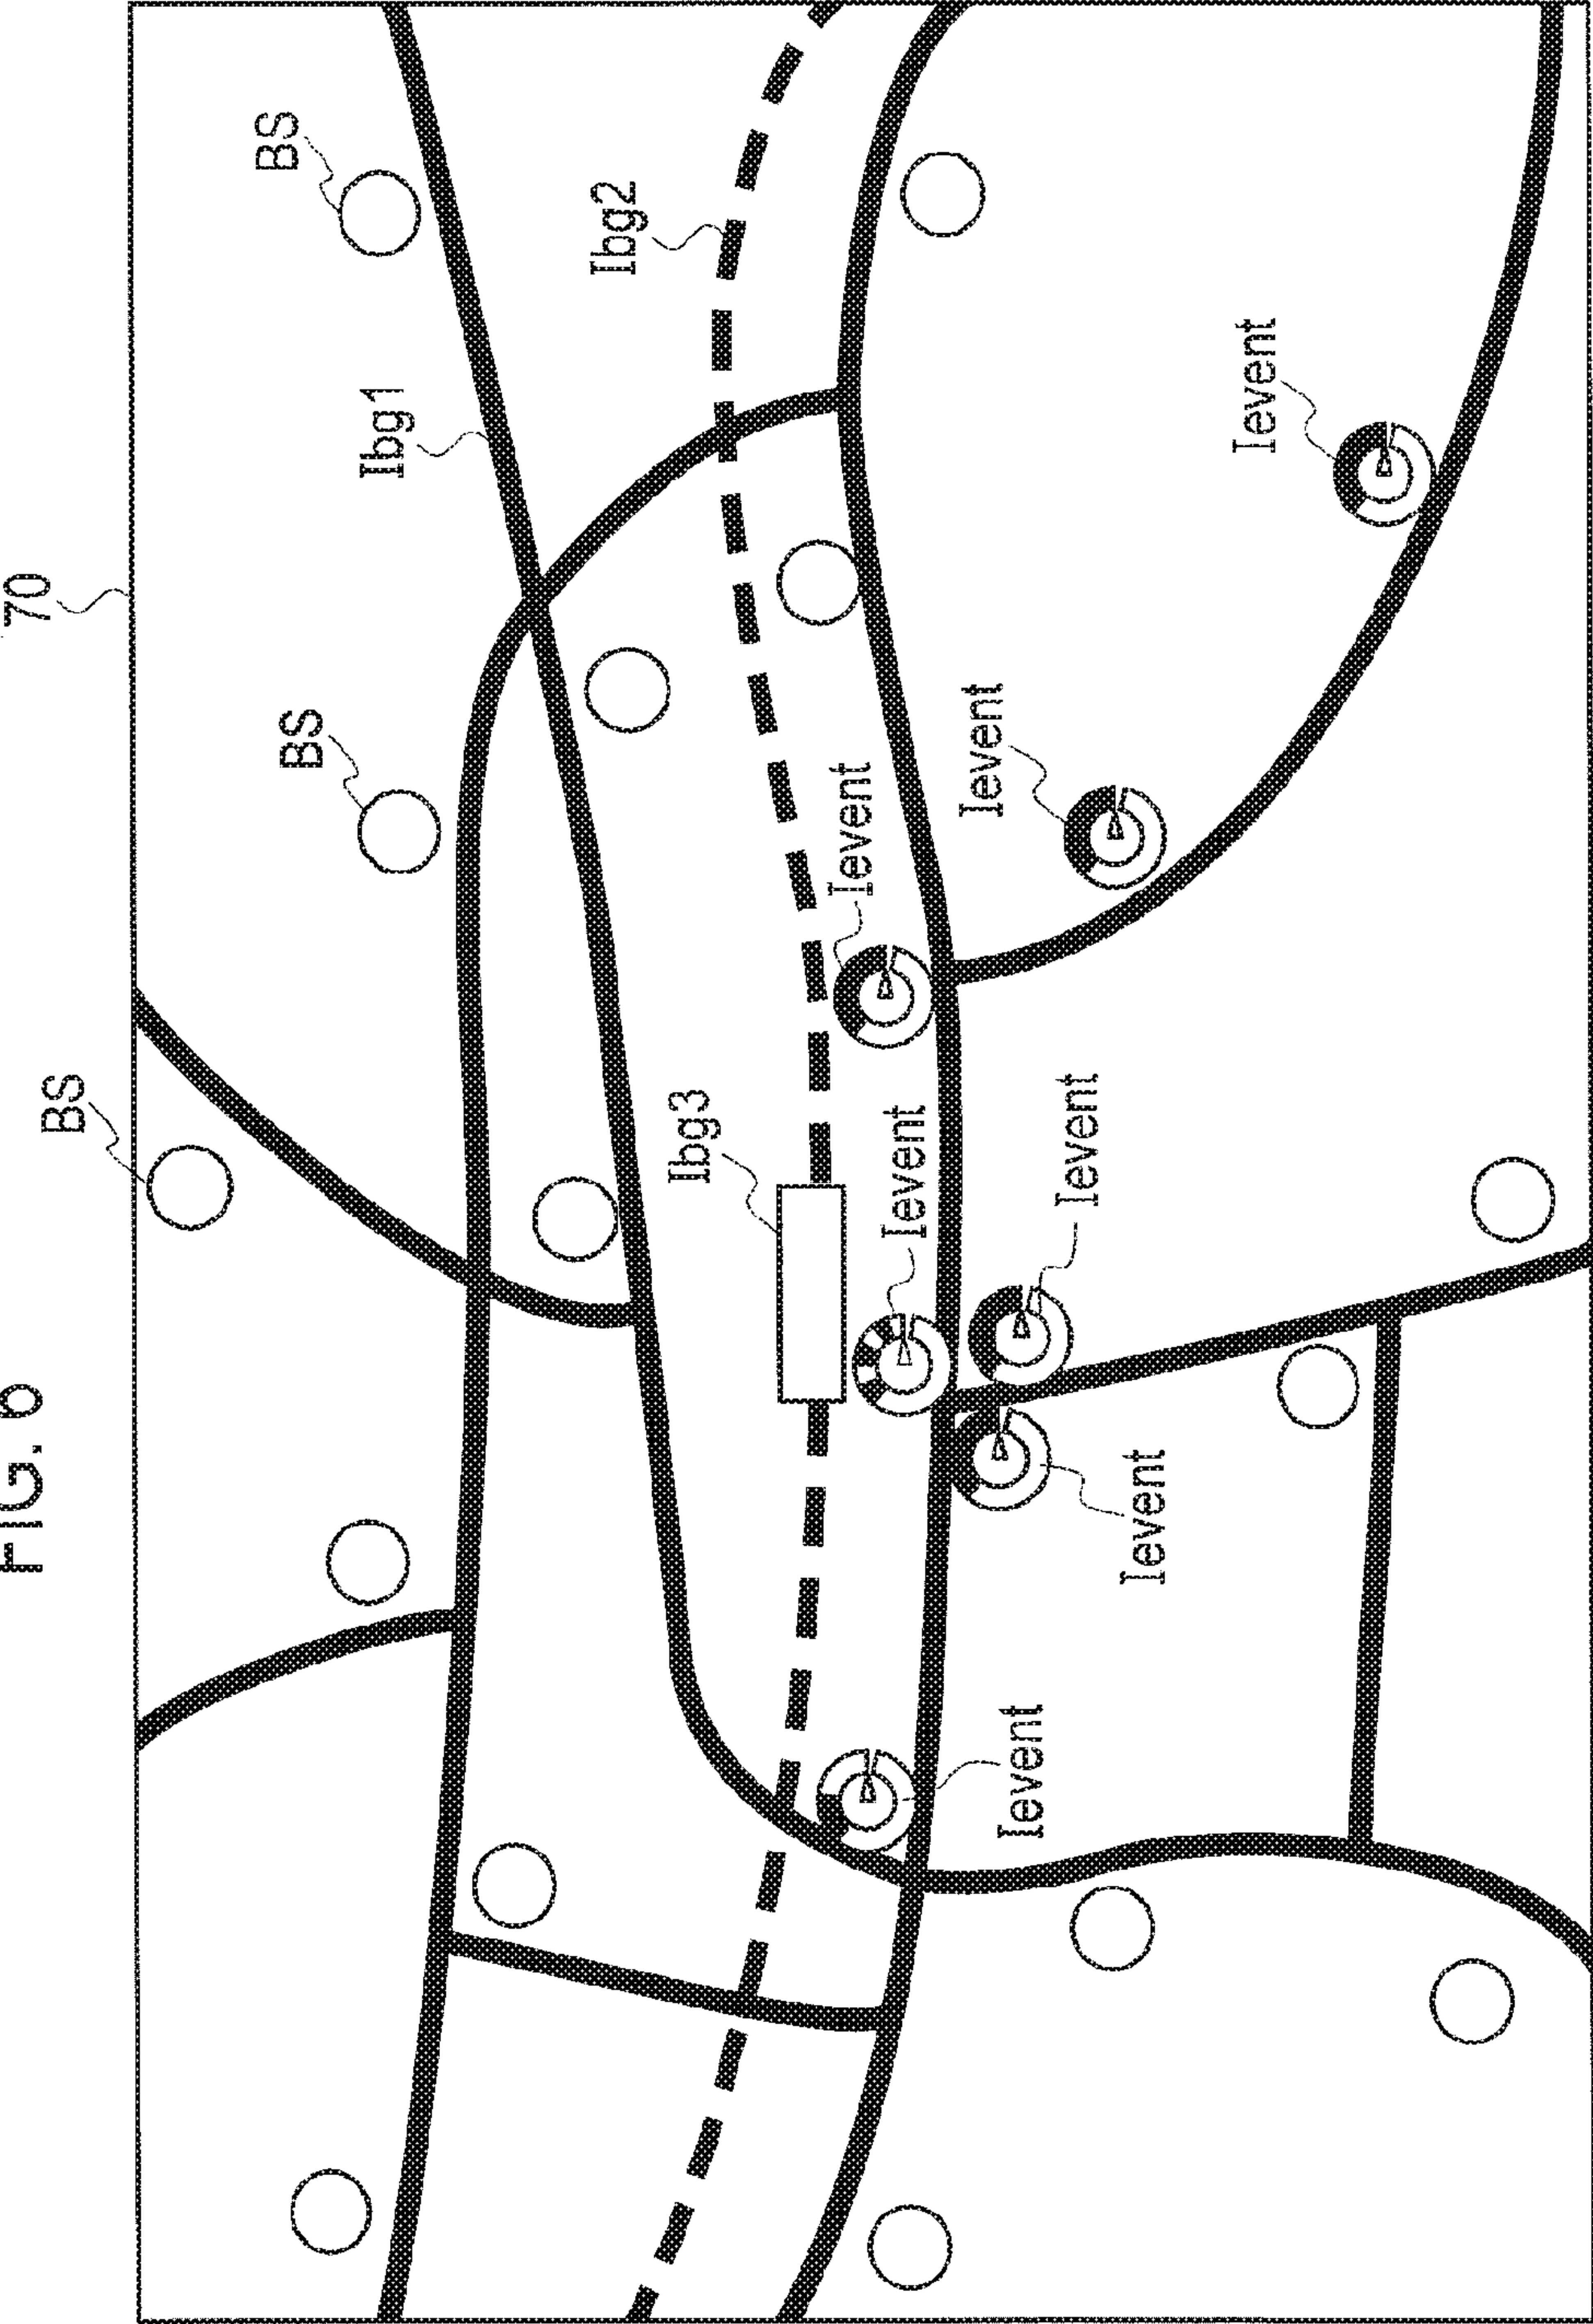 FIG. 6
70
BS
BS
BS
Ibg1
Ibg2
Ibg3
Ievent
Ievent
Ievent
Ievent
Ievent
Ievent
Ievent